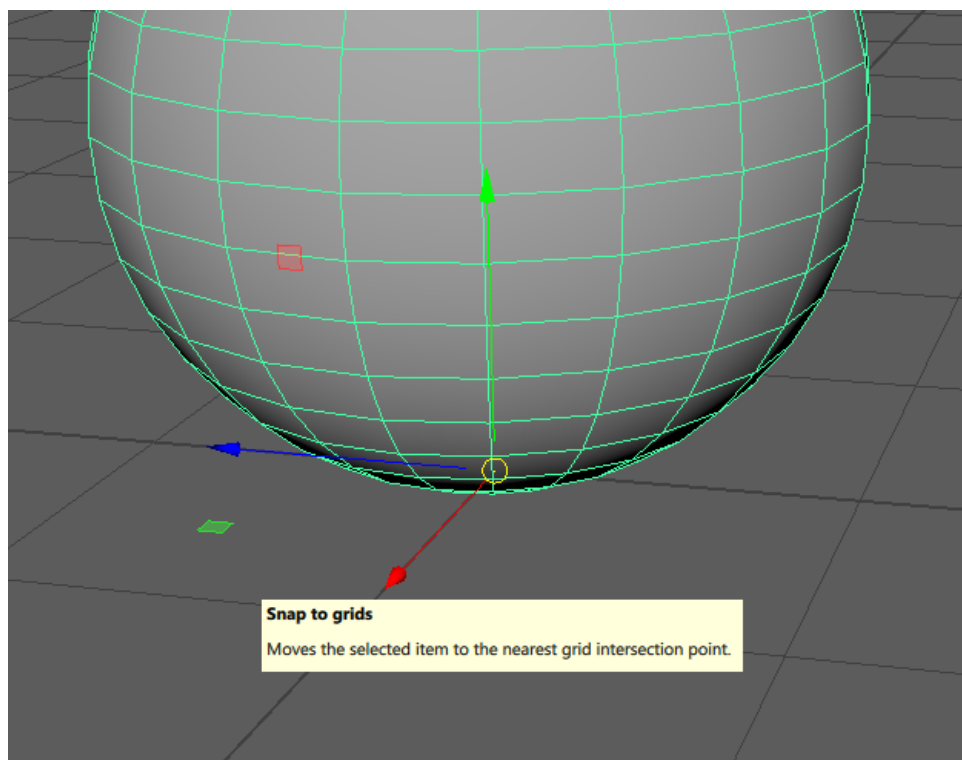 Snap to grids
Moves the selected item to the nearest grid intersection point.